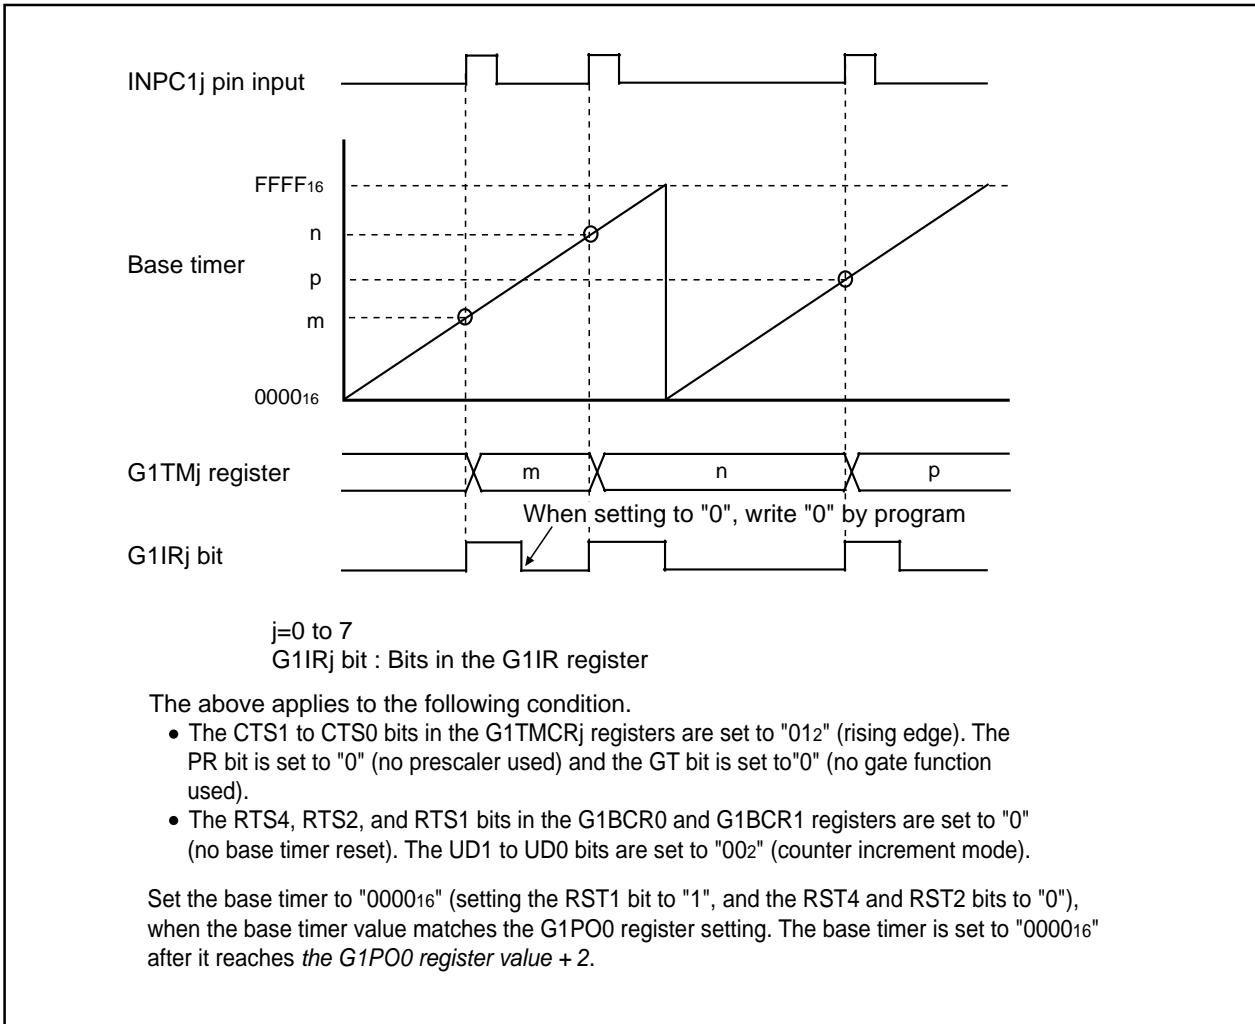 INPC1j pin input
FFFF16
n
Base timer
p
m
000016
G1TMj register
m
n
p
When setting to "0", write "0" by program
G1IRj bit
j=0 to 7
G1IRj bit : Bits in the G1IR register
The above applies to the following condition.
● The CTS1 to CTS0 bits in the G1TMCRj registers are set to "012" (rising edge). The
PR bit is set to "0" (no prescaler used) and the GT bit is set to"0" (no gate function
used).
● The RTS4, RTS2, and RTS1 bits in the G1BCR0 and G1BCR1 registers are set to "0"
(no base timer reset). The UD1 to UD0 bits are set to "002" (counter increment mode).
Set the base timer to "000016" (setting the RST1 bit to "1", and the RST4 and RST2 bits to "0"),
when the base timer value matches the G1PO0 register setting. The base timer is set to "000016"
after it reaches the G1PO0 register value + 2.